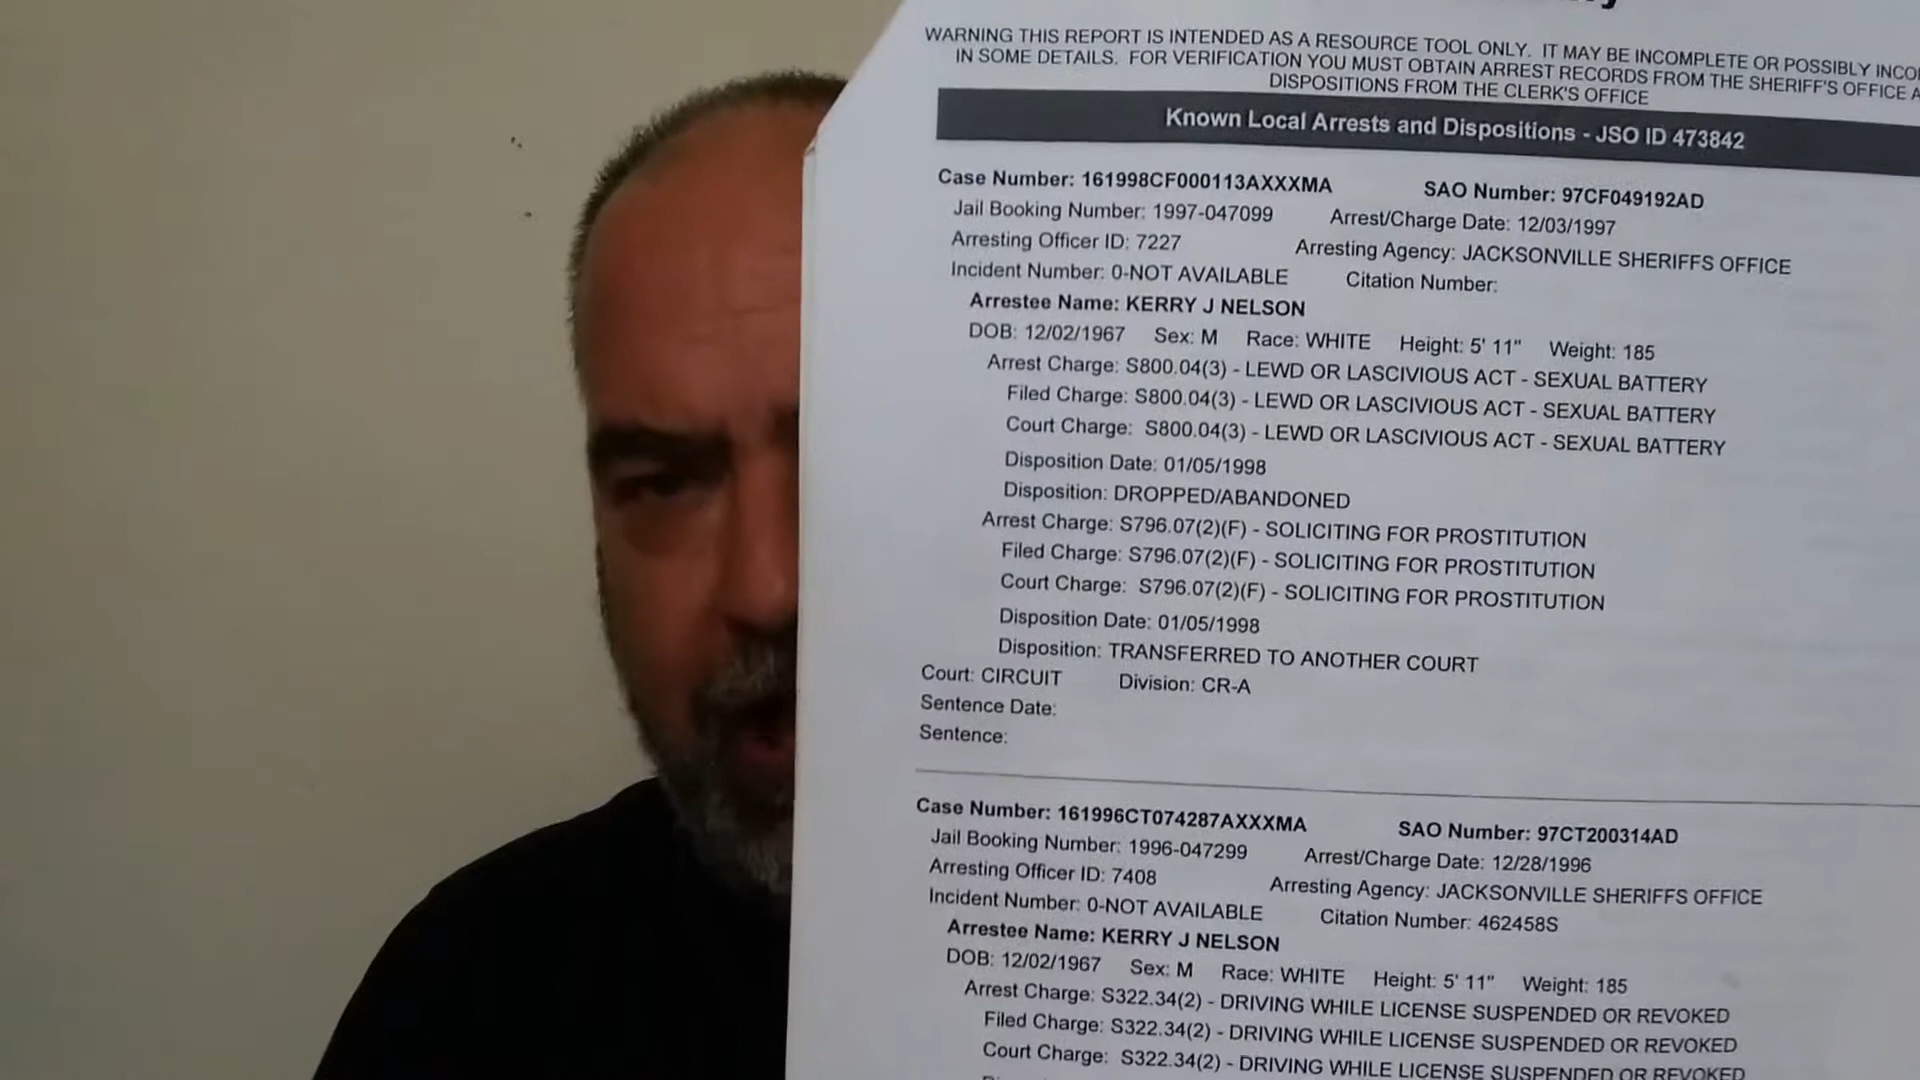 WARNING THIS REPORT IS INTENDED AS A RESOURCE TOOL ONLY. IT MAY BE INCOMPLETE OR POSSIBLY
IN SOME DETAILS. FOR VERIFICATION YOU MUST OBTAIN ARREST RECORDS FROM THE SHERIFF'S OFFICE
DISPOSITIONS FROM THE CLERK'S OFFICE
Known Local Arrests and Dispositions - JSO ID 473842
Case Number: 161998CF000113AXXXMA SAO Number: 97CF049192AD
Jail Booking Number: 1997-047099 Arrest/Charge Date: 12/03/1997
Arresting Officer ID: 7227 Arresting Agency: JACKSONVILLE SHERIFFS OFFICE
Incident Number: 0-NOT AVAILABLE Citation Number:
Arrestee Name: KERRY J NELSON
DOB: 12/02/1967 Sex: M Race: WHITE Height: 5' 11" Weight: 185
Arrest Charge: S800.04(3) - LEWD OR LASCIVIOUS ACT - SEXUAL BATTERY
Filed Charge: S800.04(3) - LEWD OR LASCIVIOUS ACT - SEXUAL BATTERY
Court Charge: S800.04(3) - LEWD OR LASCIVIOUS ACT - SEXUAL BATTERY
Disposition Date: 01/05/1998
Disposition: DROPPED/ABANDONED
Arrest Charge: S796.07(2)(F) - SOLICITING FOR PROSTITUTION
Filed Charge: S796.07(2)(F) - SOLICITING FOR PROSTITUTION
Court Charge: S796.07(2)(F) - SOLICITING FOR PROSTITUTION
Disposition Date: 01/05/1998
Disposition: TRANSFERRED TO ANOTHER COURT
Court: CIRCUIT Division: CR-A
Sentence Date:
Sentence:
Case Number: 161996CT074287AXXXMA SAO Number: 97CT200314AD
Jail Booking Number: 1996-047299 Arrest/Charge Date: 12/28/1996
Arresting Officer ID: 7408 Arresting Agency: JACKSONVILLE SHERIFFS OFFICE
Incident Number: 0-NOT AVAILABLE Citation Number: 462458S
Arrestee Name: KERRY J NELSON
DOB: 12/02/1967 Sex: M Race: WHITE Height: 5' 11" Weight: 185
Arrest Charge: S322.34(2) - DRIVING WHILE LICENSE SUSPENDED OR REVOKED
Filed Charge: S322.34(2) - DRIVING WHILE LICENSE SUSPENDED OR REVOKED
Court Charge: S322.34(2) - DRIVING WHILE LICENSE SUSPENDED OR REVOKED